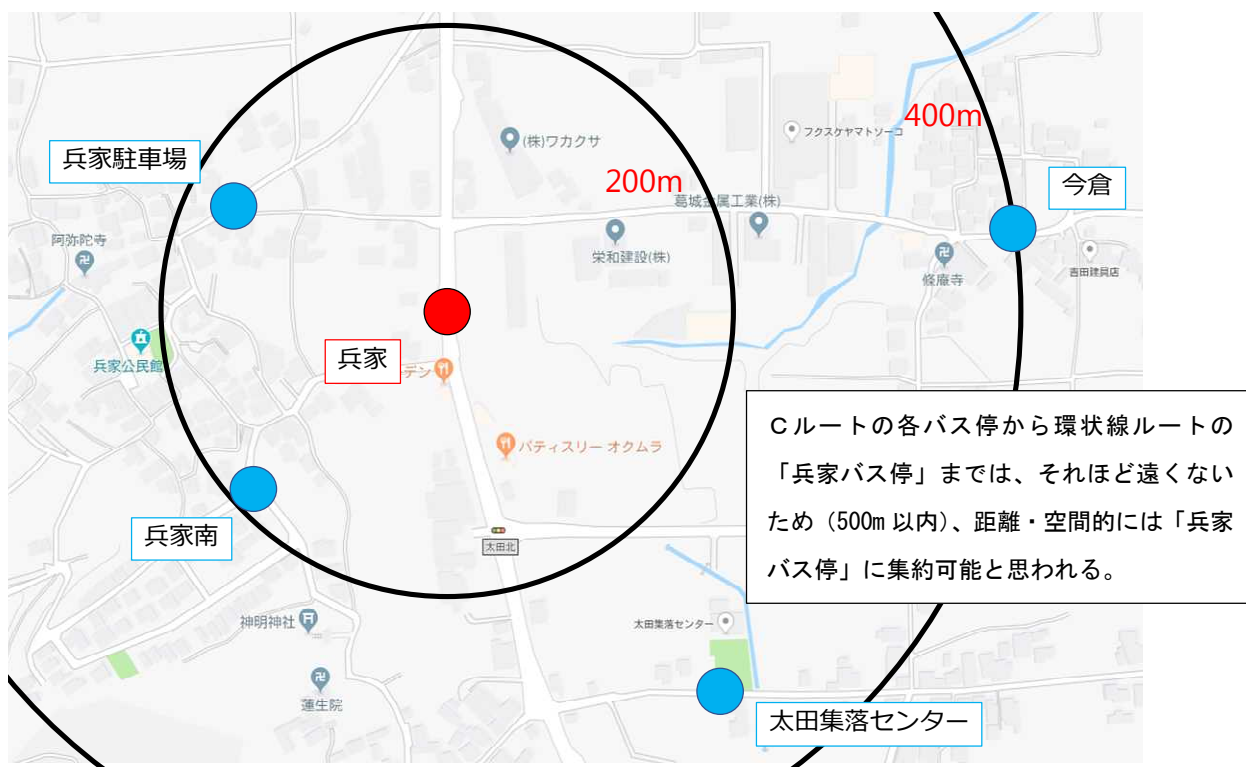 400m
フクスケヤマトソーコ
(株)ワカクサ
兵家駐車場
200m
今倉
葛城金属工業(株)
阿弥陀寺
栄和建設(株)
吉田建具店
兵家公民館
兵家
デン
Cルートの各バス停から環状線ルートの
「兵家バス停」までは、それほど遠くない
ため（500m以内）、距離・空間的には「兵家
バス停」に集約可能と思われる。
パティスリー オクムラ
兵家南
太田北
神明神社
太田集落センター
蓮生院
太田集落センター